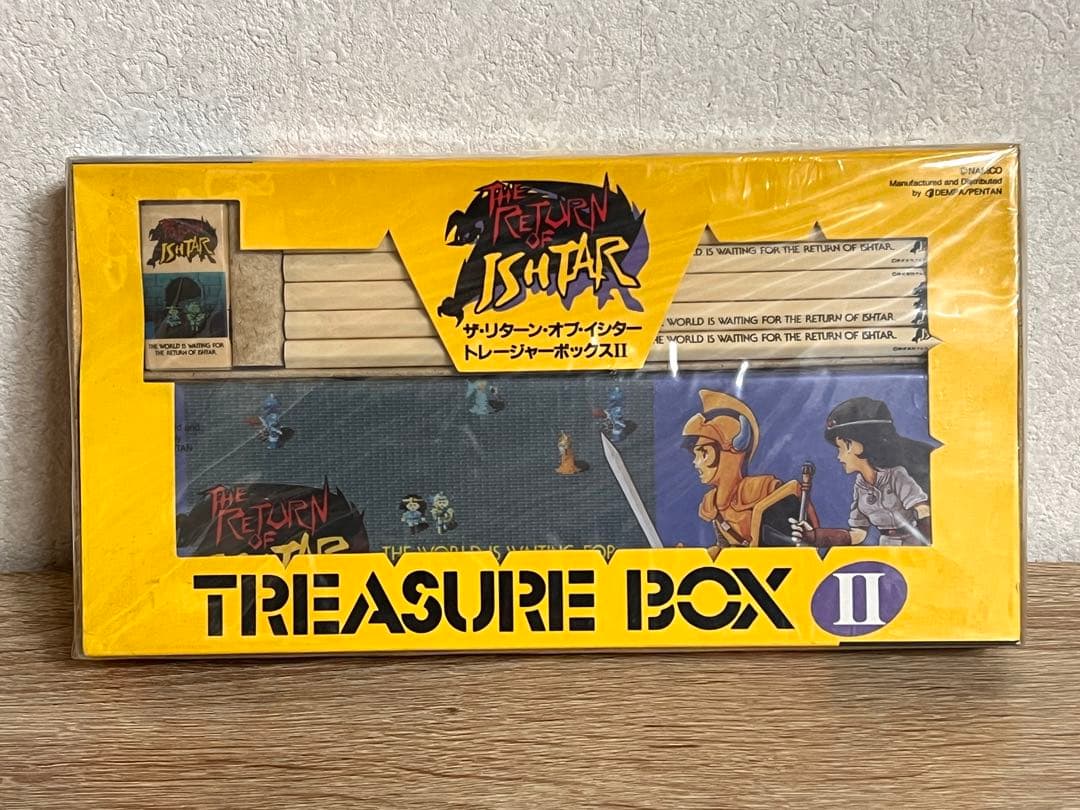 ©NAMCO
Manufactured and Distributed
by DEMPA/PENTAN
THE
RETURN
OF
ISHTAR
ザ・リターン・オブ・イシター
トレージャーボックスII
THE
RETURN
OF
ISHTAR
THE WORLD IS WAITING FOR
THE RETURN OF ISHTAR.
RLD IS WAITING FOR THE RETURN OF ISHTAR.
WORLD IS WAITING FOR THE RETURN OF ISHTAR.
E WORLD IS WAITING FOR THE RETURN OF ISHTAR.
THE
RETURN
OF
TAR
THE WORLD IS WAITING FOR
TREASURE BOX II